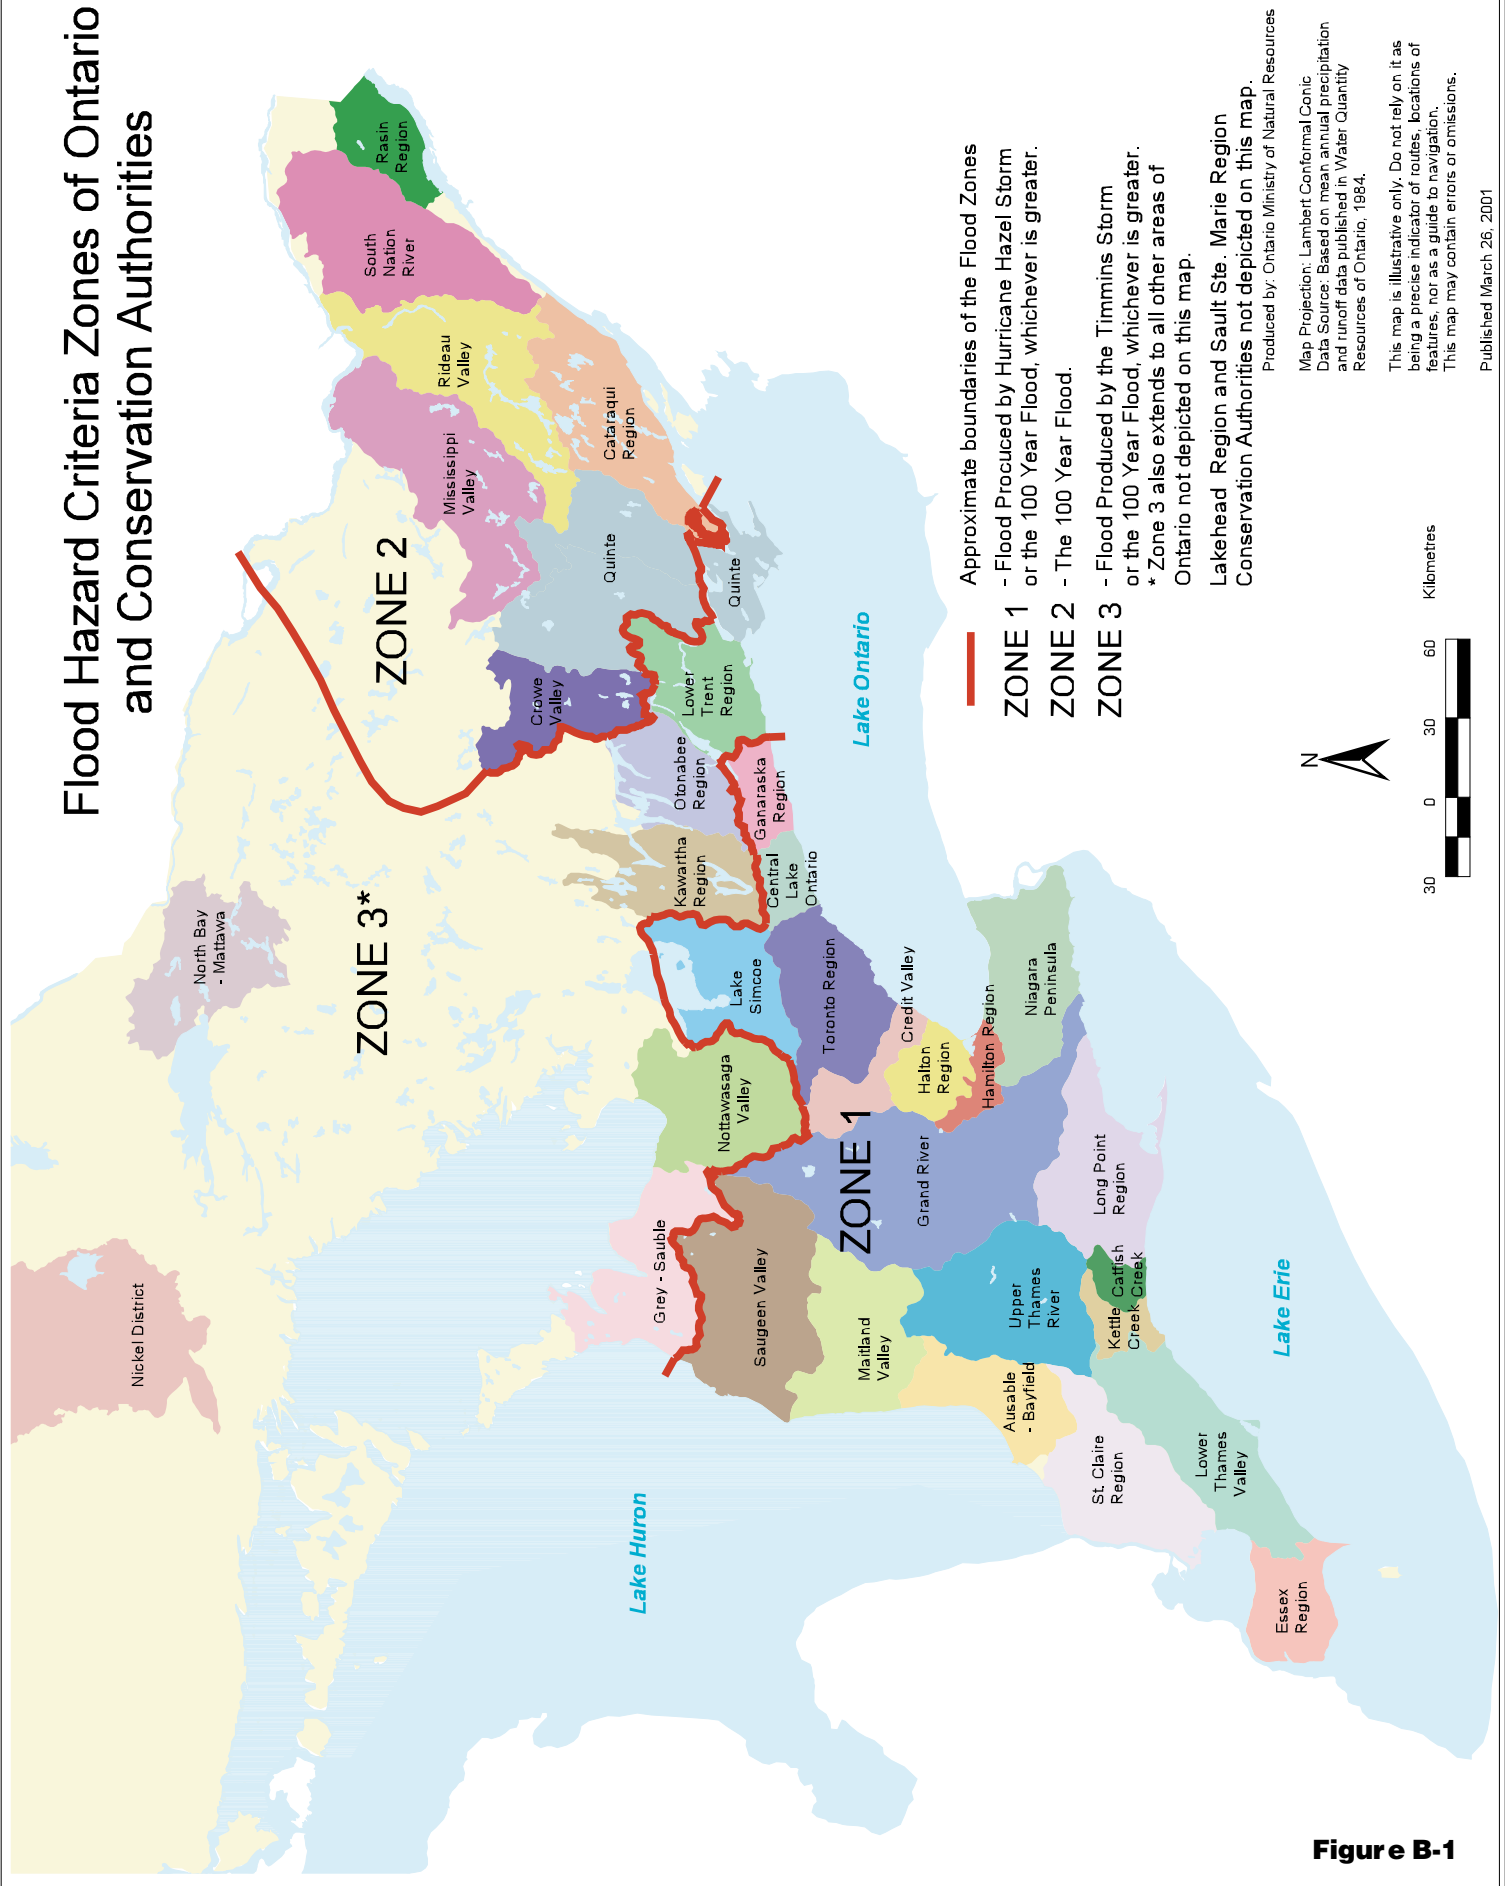 Flood Hazard Criteria Zones of Ontario
and Conservation Authorities
Rasin
Region
South
Nation
River
Rideau
Valley
Mississippi
Valley
Cataraqui
Region
ZONE 2
Quinte
Quinte
Crowe
Valley
Lower
Trent
Region
Otonabee
Region
Ganaraska
Region
Kawartha
Region
Central
Lake
Ontario
Lake Ontario
North Bay
- Mattawa
ZONE 3*
Lake
Simcoe
Toronto Region
Credit Valley
Niagara
Peninsula
Nottawasaga
Valley
Halton
Region
Hamilton Region
ZONE 1
Grand River
Long Point
Region
Nickel District
Grey - Sauble
Saugeen Valley
Maitland
Valley
Upper
Thames
River
Catfish
Creek
Kettle
Creek
Ausable
- Bayfield
St. Claire
Region
Lower
Thames
Valley
Essex
Region
Lake Huron
Lake Erie
Approximate boundaries of the Flood Zones
ZONE 1 - Flood Procuced by Hurricane Hazel Storm
or the 100 Year Flood, whichever is greater.
ZONE 2 - The 100 Year Flood.
ZONE 3 - Flood Produced by the Timmins Storm
or the 100 Year Flood, whichever is greater.
* Zone 3 also extends to all other areas of
Ontario not depicted on this map.
Lakehead Region and Sault Ste. Marie Region
Conservation Authorities not depicted on this map.
Produced by: Ontario Ministry of Natural Resources
Map Projection: Lambert Conformal Conic
Data Source: Based on mean annual precipitation
and runoff data published in Water Quantity
Resources of Ontario, 1984.
This map is illustrative only. Do not rely on it as
being a precise indicator of routes, locations of
features, nor as a guide to navigation.
This map may contain errors or omissions.
Published March 26, 2001
N
30 0 30 60 Kilometres
Figure B-1